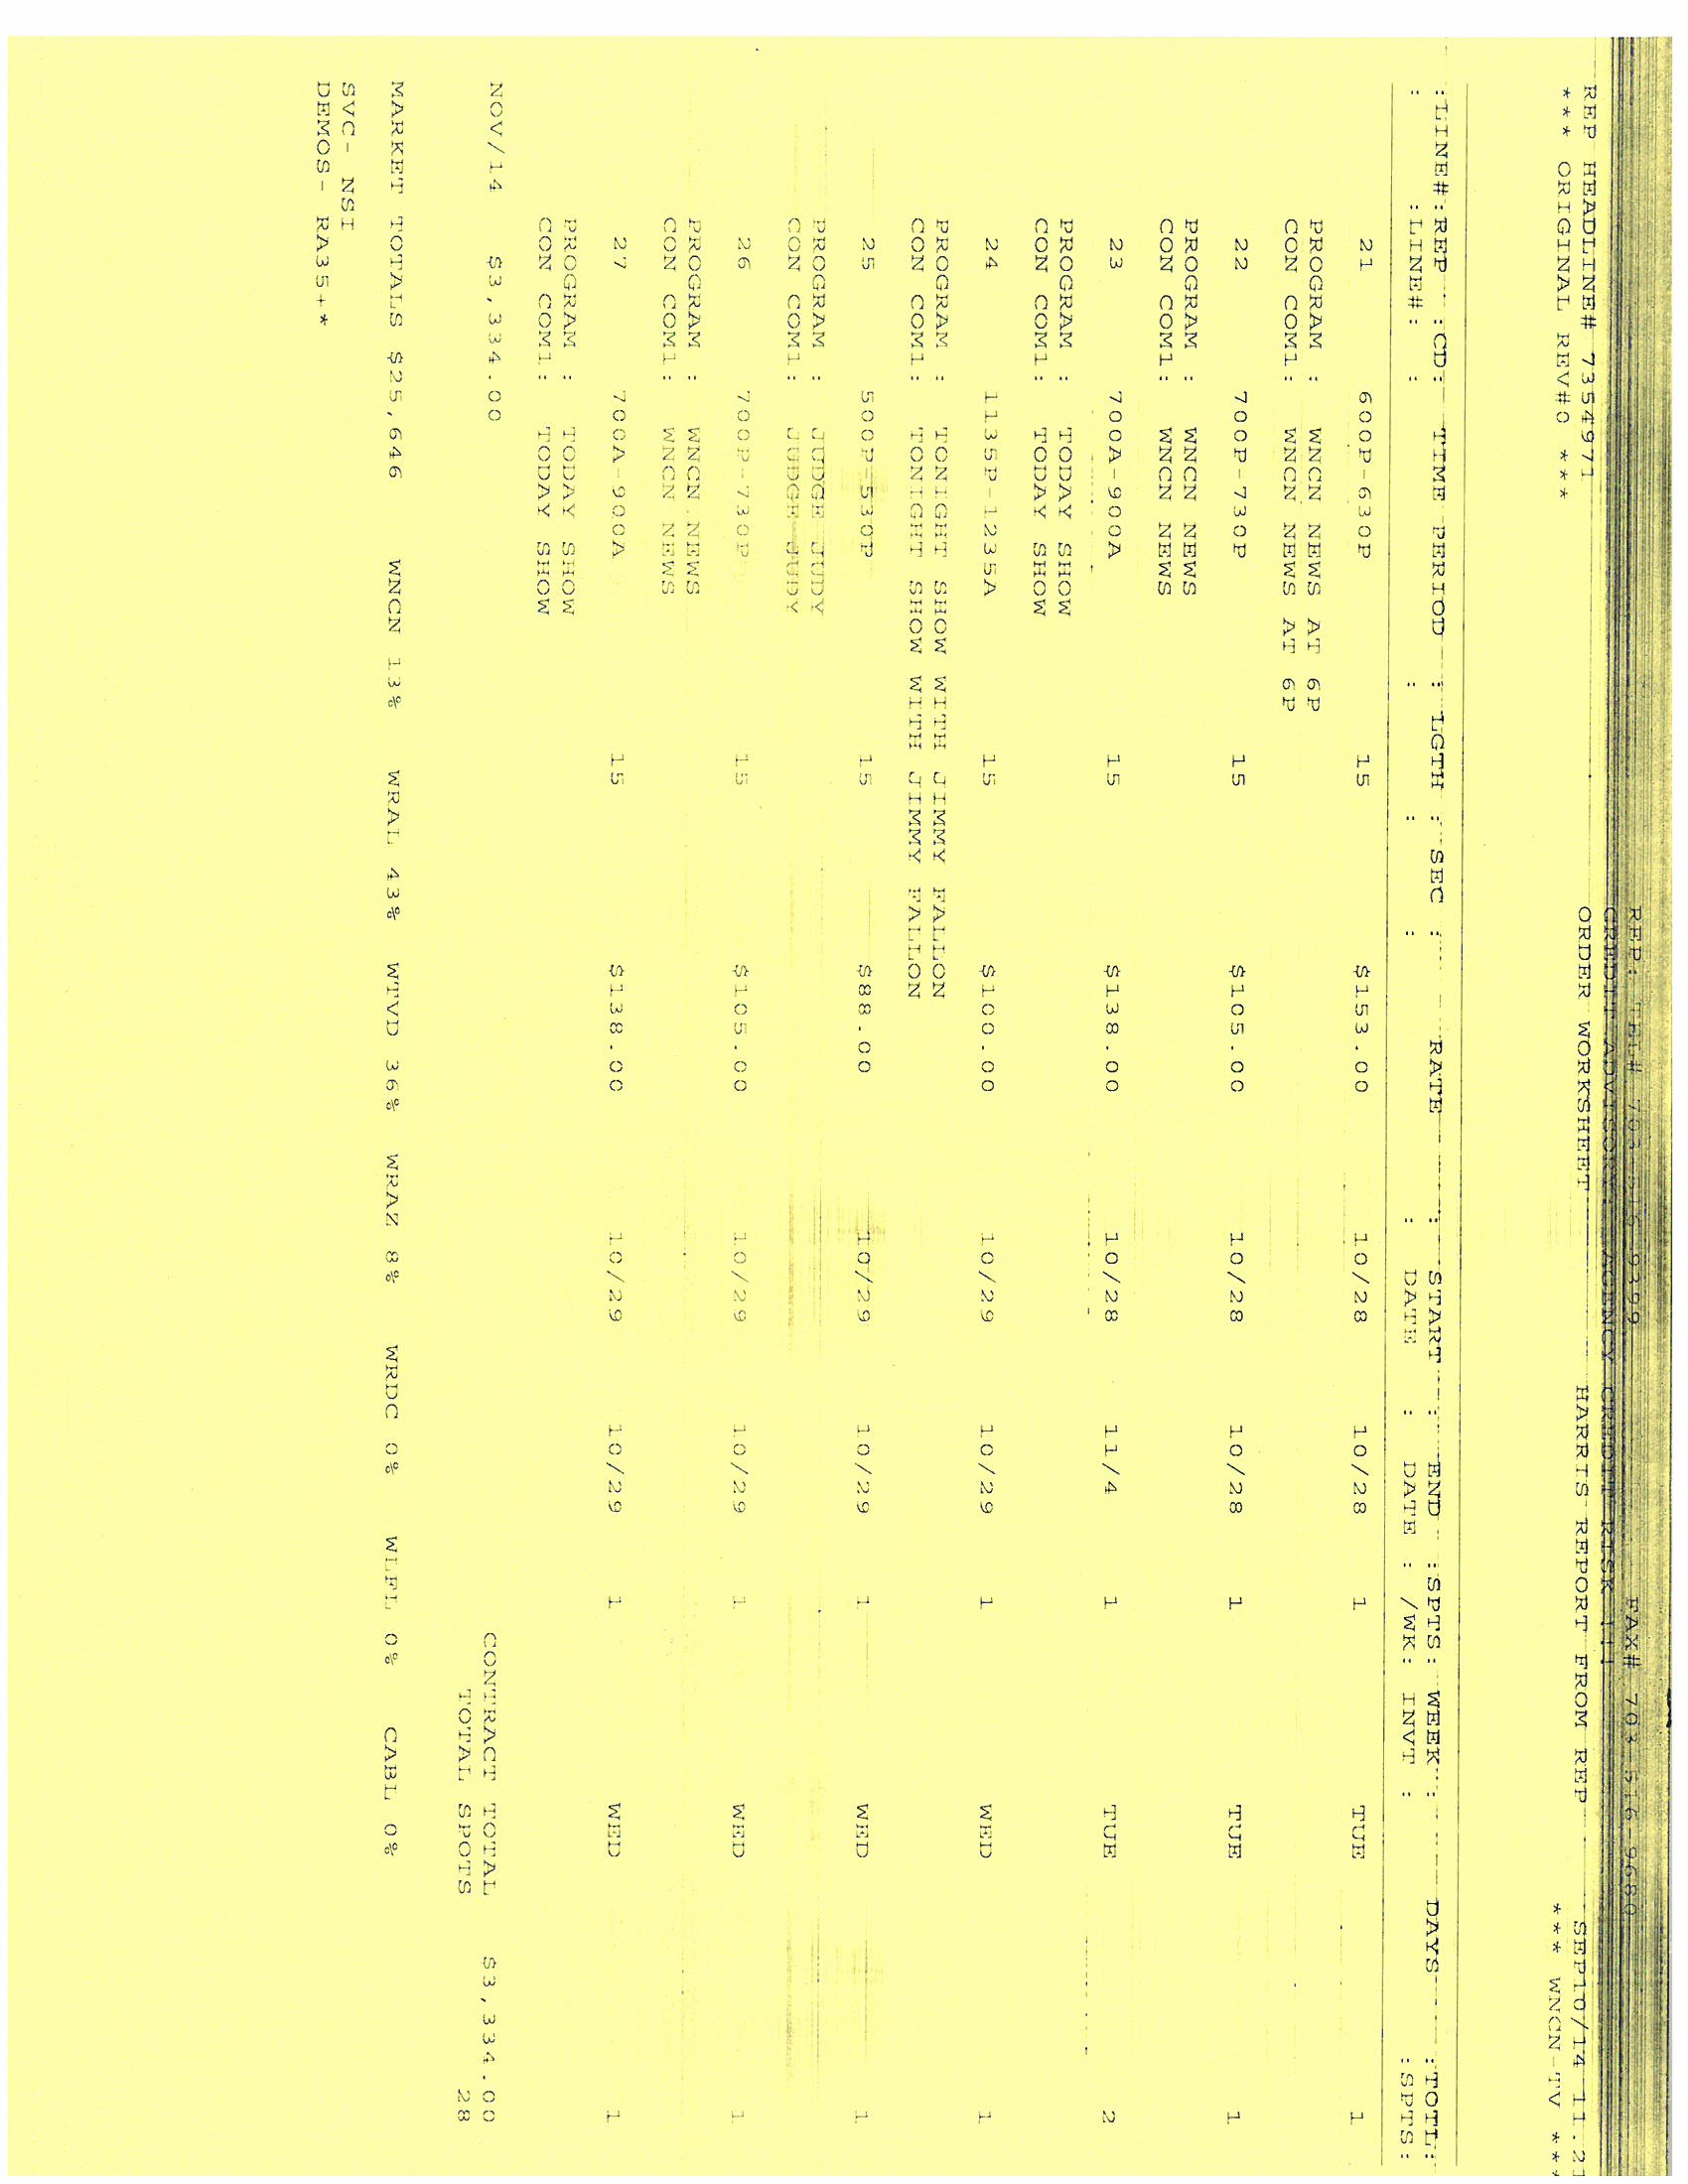 REP: TEL# 703-516-9399 FAX# 703-516-9680
CREDIT ADVISORY: AGENCY CREDIT RISK !!!
REP HEADLINE# 7354971 ORDER WORKSHEET HARRIS REPORT FROM REP SEP10/14 11.21
*** ORIGINAL REV#0 *** *** WNCN-TV ***
:LINE#:REP :CD: TIME PERIOD : LGTH : SEC : RATE : START : END :SPTS: WEEK : DAYS :TOTL:
: :LINE#: : : : : : DATE : DATE : /WK: INVT : :SPTS:
21 600P-630P 15 $153.00 10/28 10/28 1 TUE 1
PROGRAM : WNCN NEWS AT 6P
CON COM1: WNCN NEWS AT 6P
22 700P-730P 15 $105.00 10/28 10/28 1 TUE 1
PROGRAM : WNCN NEWS
CON COM1: WNCN NEWS
23 700A-900A 15 $138.00 10/28 11/4 1 TUE 2
PROGRAM : TODAY SHOW
CON COM1: TODAY SHOW
24 1135P-1235A 15 $100.00 10/29 10/29 1 WED 1
PROGRAM : TONIGHT SHOW WITH JIMMY FALLON
CON COM1: TONIGHT SHOW WITH JIMMY FALLON
25 500P-530P 15 $88.00 10/29 10/29 1 WED 1
PROGRAM : JUDGE JUDY
CON COM1: JUDGE JUDY
26 700P-730P 15 $105.00 10/29 10/29 1 WED 1
PROGRAM : WNCN NEWS
CON COM1: WNCN NEWS
27 700A-900A 15 $138.00 10/29 10/29 1 WED 1
PROGRAM : TODAY SHOW
CON COM1: TODAY SHOW
NOV/14 $3,334.00 CONTRACT TOTAL $3,334.00
TOTAL SPOTS 28
MARKET TOTALS $25,646 WNCN 13% WRAL 43% WTVD 36% WRAZ 8% WRDC 0% WLFL 0% CABL 0%
SVC- NSI
DEMOS- RA35+*